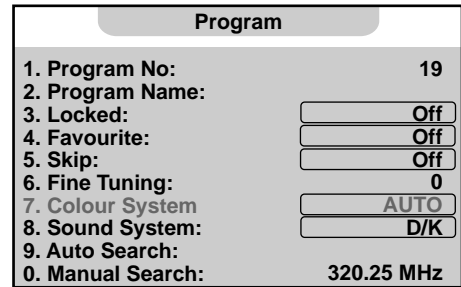 Program
1. Program No: 19
2. Program Name:
3. Locked: Off
4. Favourite: Off
5. Skip: Off
6. Fine Tuning: 0
7. Colour System AUTO
8. Sound System: D/K
9. Auto Search:
0. Manual Search: 320.25 MHz